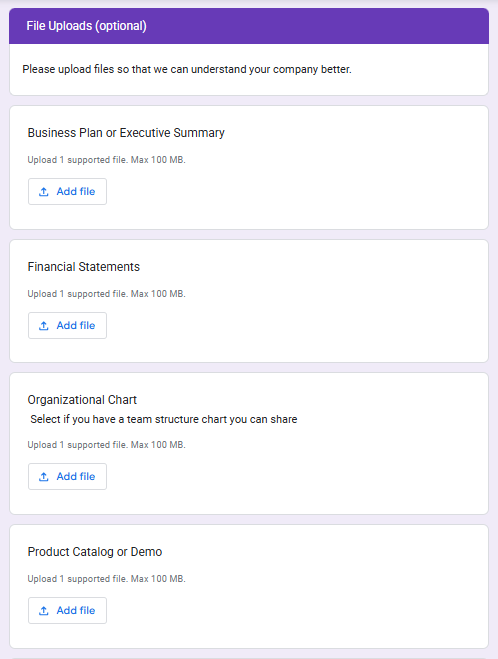 File Uploads (optional)
Please upload files so that we can understand your company better.
Business Plan or Executive Summary
Upload 1 supported file. Max 100 MB.
Add file
Financial Statements
Upload 1 supported file. Max 100 MB.
Add file
Organizational Chart
Select if you have a team structure chart you can share
Upload 1 supported file. Max 100 MB.
Add file
Product Catalog or Demo
Upload 1 supported file. Max 100 MB.
Add file